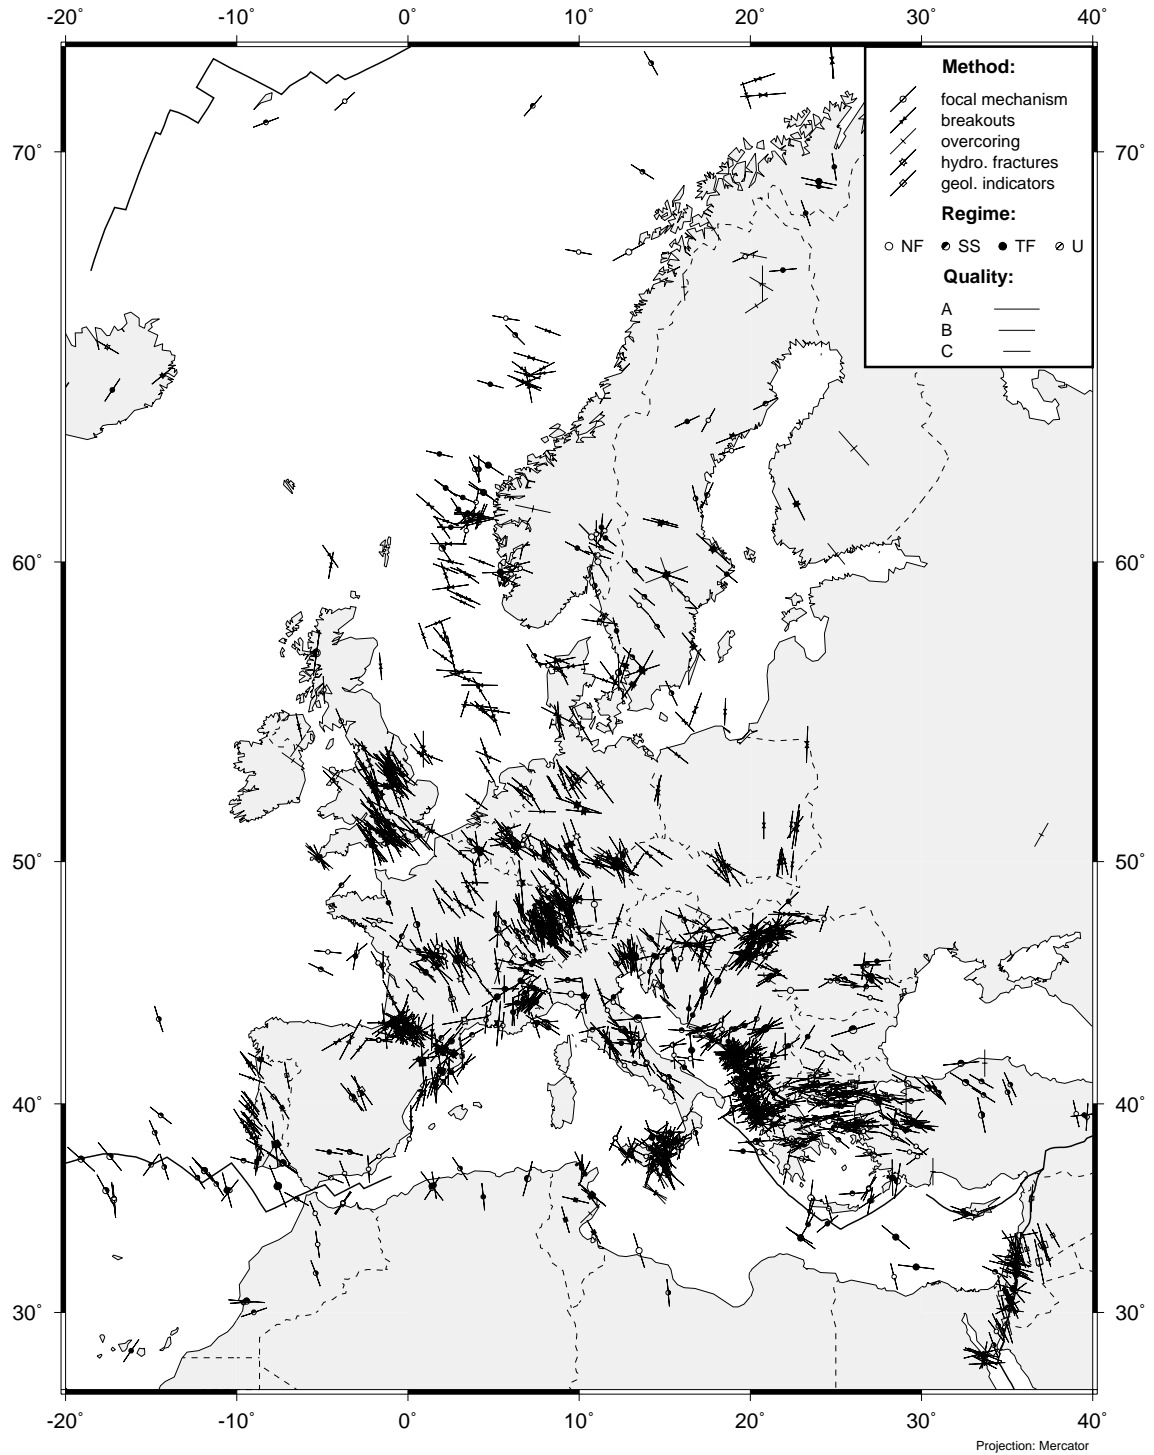 -20˚ -10˚ 0˚ 10˚ 20˚ 30˚ 40˚
Method:
focal mechanism
breakouts
70˚ overcoring 70˚
hydro. fractures
geol. indicators
Regime:
NF SS TF U
Quality:
A
B
C
60˚ 60˚
50˚ 50˚
40˚ 40˚
30˚ 30˚
-20˚ -10˚ 0˚ 10˚ 20˚ 30˚ 40˚
Projection: Mercator